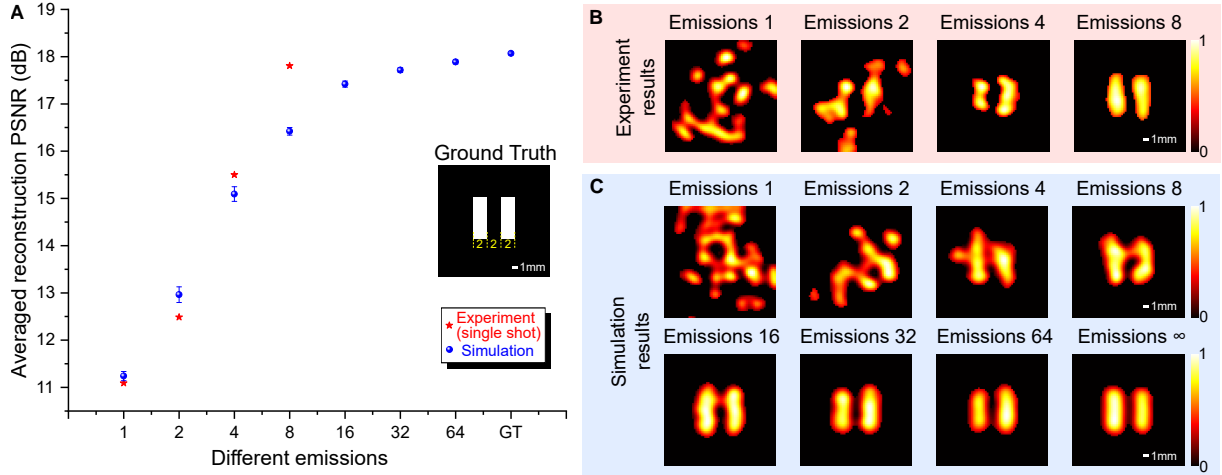 A
19
18
17
16
15
14
13
12
11
Averaged reconstruction PSNR (dB)
1 2 4 8 16 32 64 GT
Different emissions
Ground Truth
2 2 2
1mm
Experiment
(single shot)
Simulation
B
Experiment
results
Emissions 1 Emissions 2 Emissions 4 Emissions 8
1mm
1
0
C
Simulation
results
Emissions 1 Emissions 2 Emissions 4 Emissions 8
1mm
1
0
Emissions 16 Emissions 32 Emissions 64 Emissions ∞
1mm
1
0